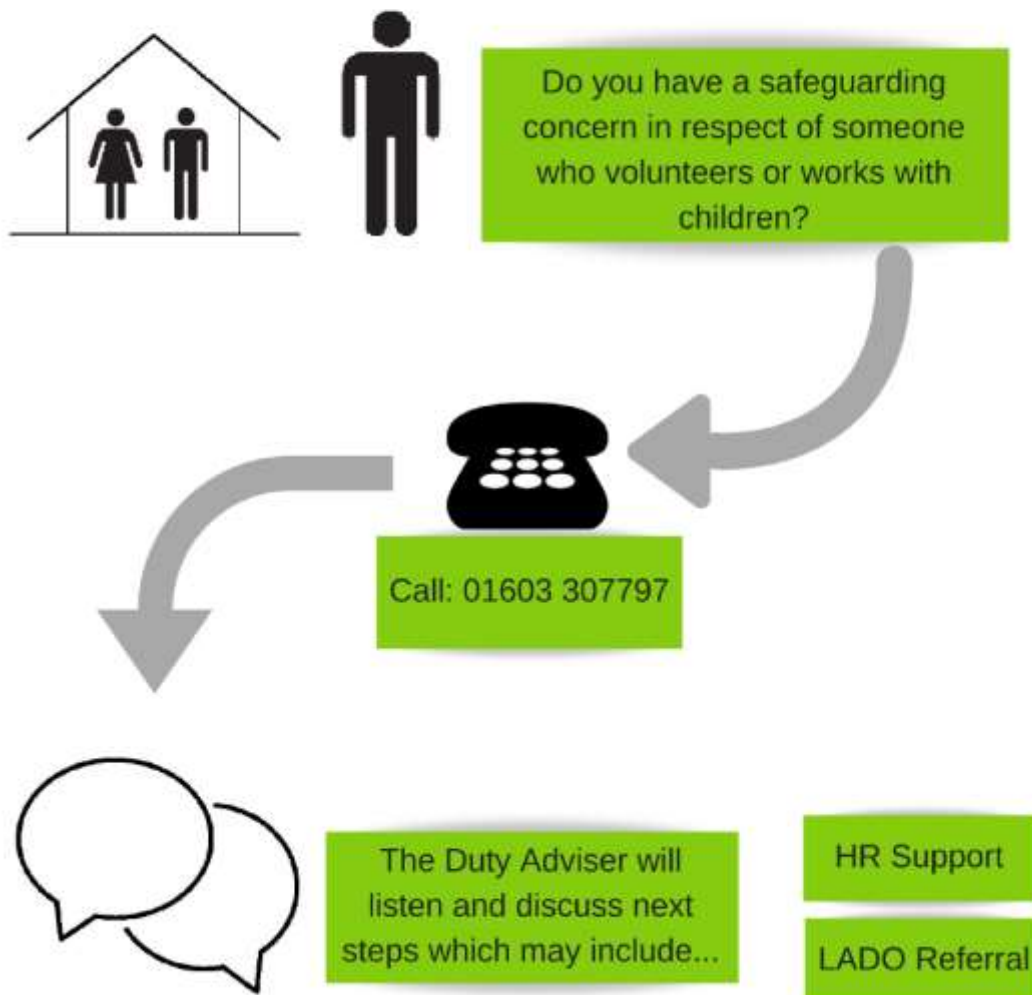 Do you have a safeguarding
concern in respect of someone
who volunteers or works with
children?
Call: 01603 307797
The Duty Adviser will
listen and discuss next
steps which may include...
HR Support
LADO Referral